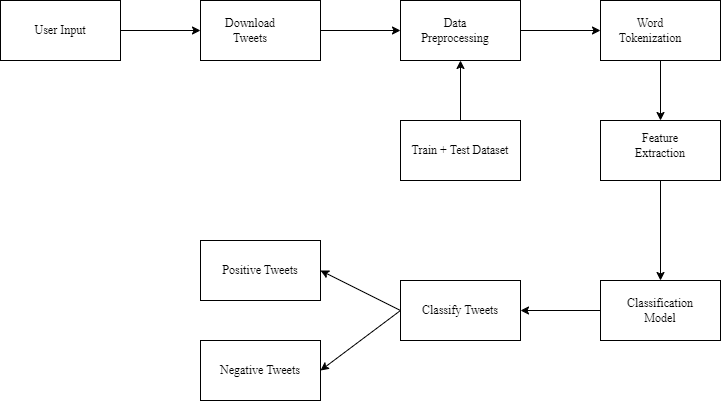 User Input
Download
Tweets
Data
Preprocessing
Word
Tokenization
Train + Test Dataset
Feature
Extraction
Positive Tweets
Classify Tweets
Classification
Model
Negative Tweets